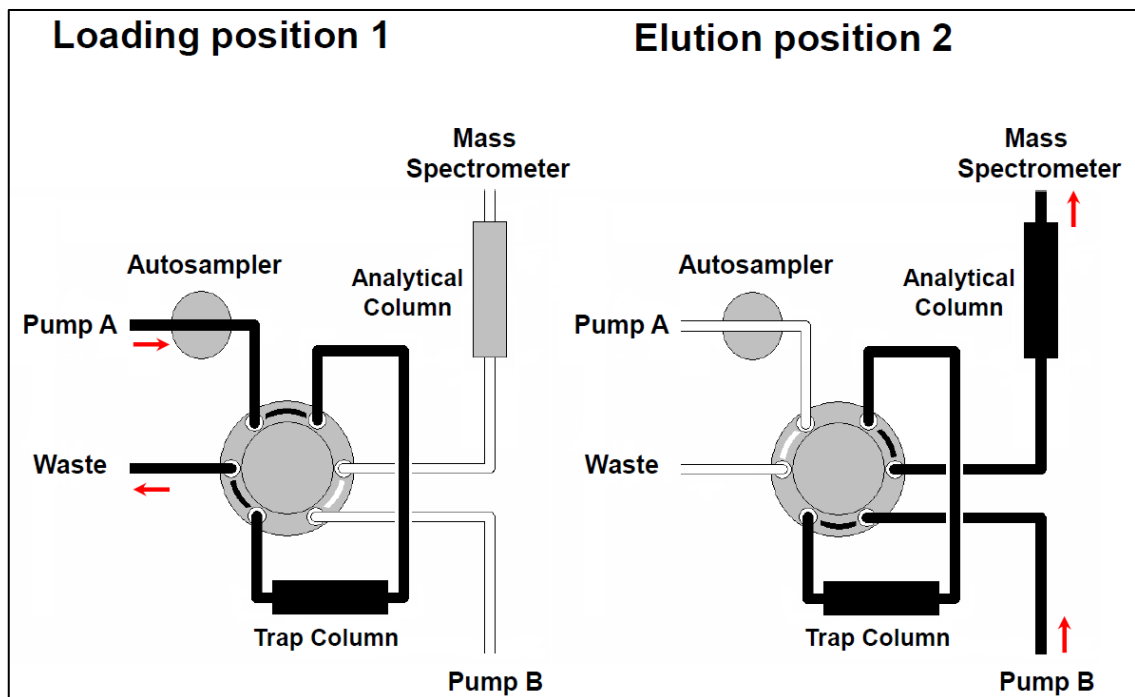 Loading position 1
Mass
Spectrometer
Autosampler
Analytical
Column
Pump A
Waste
Trap Column
Pump B
Elution position 2
Mass
Spectrometer
Autosampler
Analytical
Column
Pump A
Waste
Trap Column
Pump B